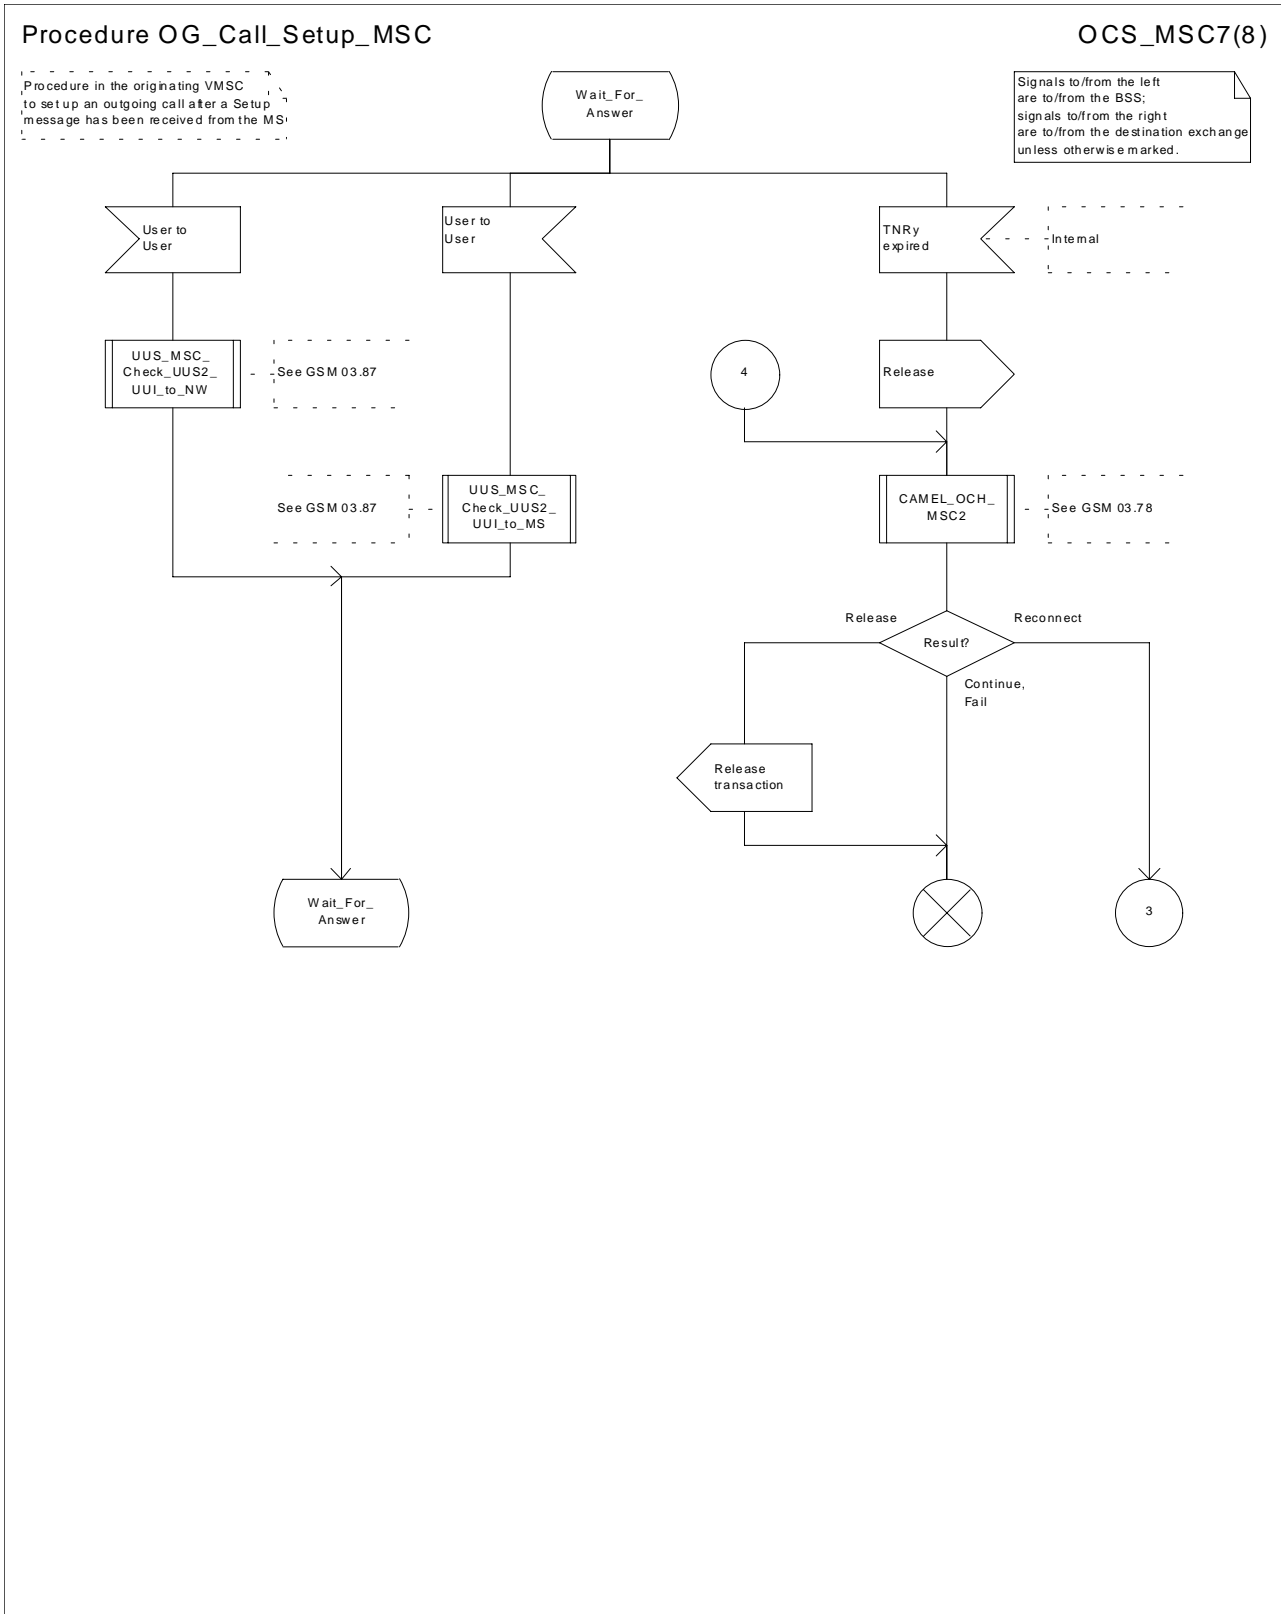 Procedure OG_Call_Setup_MSC
OCS_MSC7(8)
Procedure in the originating VMSC
to set up an outgoing call after a Setup
message has been received from the MS
Wait_For_
Answer
Signals to/from the left
are to/from the BSS;
signals to/from the right
are to/from the destination exchange
unless otherwise marked.
User to
User
User to
User
TNRy
expired
Internal
UUS_MSC_
Check_UUS2_
UUI_to_NW
See GSM 03.87
4
Release
See GSM 03.87
UUS_MSC_
Check_UUS2_
UUI_to_MS
CAMEL_OCH_
MSC2
See GSM 03.78
Release
Result?
Reconnect
Continue,
Fail
Release
transaction
Wait_For_
Answer
3